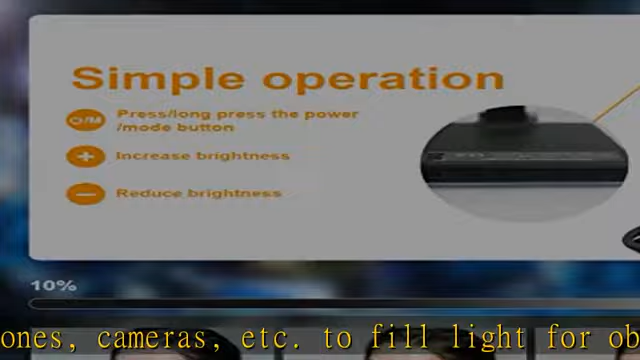 Simple operation
O/M Press/long press the power
/mode button
+ Increase brightness
− Reduce brightness
10%
ones, cameras, etc. to fill light for ob